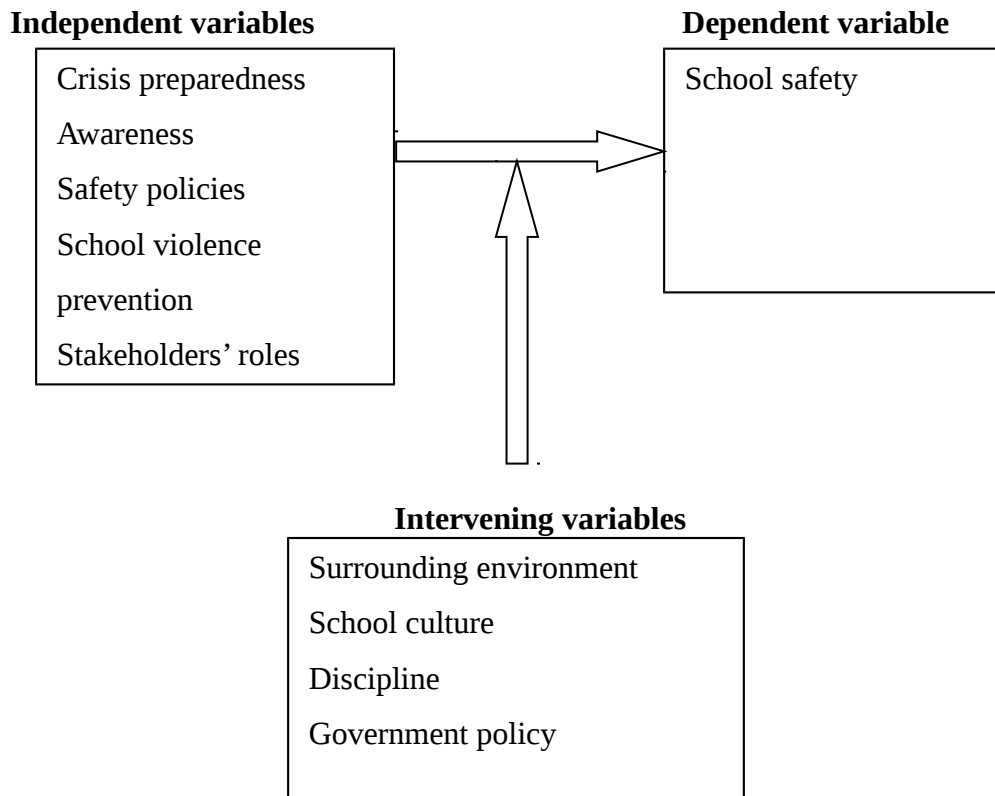 Independent variables
Crisis preparedness
Awareness
Safety policies
School violence
prevention
Stakeholders’ roles
Dependent variable
School safety
Intervening variables
Surrounding environment
School culture
Discipline
Government policy